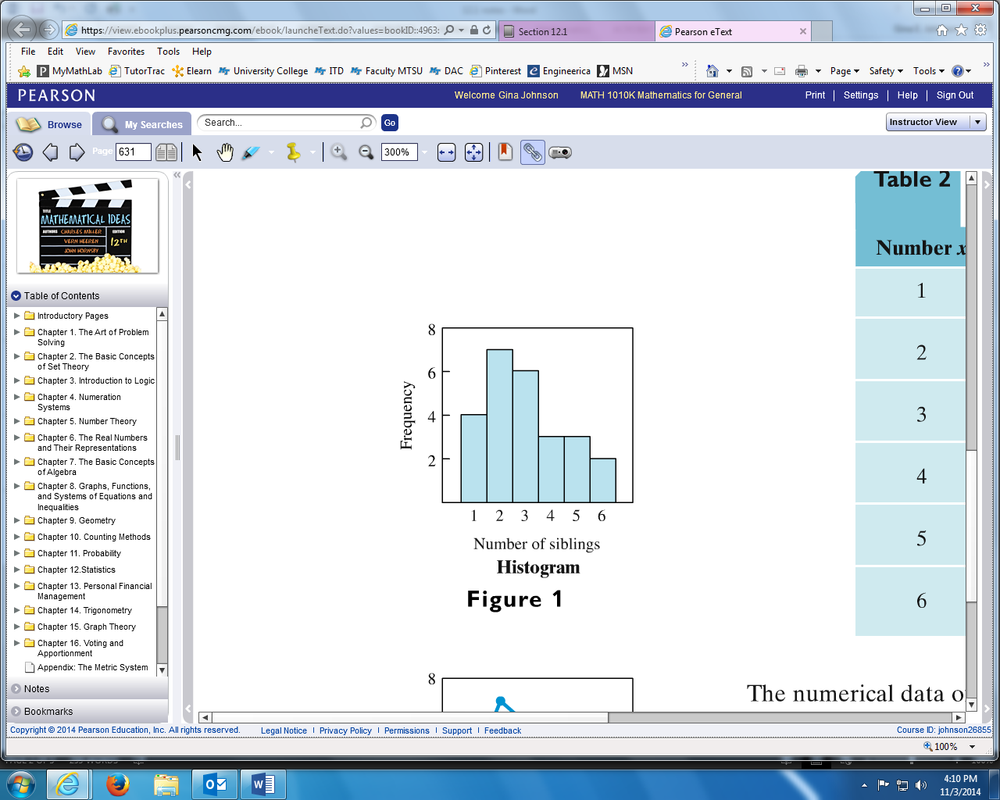 https://view.ebookplus.pearsoncmg.com/ebook/launcheText.do?values=bookID::4963:
Section 12.1
Pearson eText
File Edit View Favorites Tools Help
MyMathLab TutorTrac Elearn University College ITD Faculty MTSU DAC Pinterest Engineerica MSN
Page Safety Tools
PEARSON
Welcome Gina Johnson MATH 1010K Mathematics for General
Print Settings Help Sign Out
Browse My Searches Search... Go
Instructor View
Page 631 300%
TITLE
MATHEMATICAL IDEAS
AUTHORS CHARLES MILLER EDITION
VERN HEEREN 12TH
JOHN HORNSBY
Table of Contents
Introductory Pages
Chapter 1. The Art of Problem
Solving
Chapter 2. The Basic Concepts
of Set Theory
Chapter 3. Introduction to Logic
Chapter 4. Numeration
Systems
Chapter 5. Number Theory
Chapter 6. The Real Numbers
and Their Representations
Chapter 7. The Basic Concepts
of Algebra
Chapter 8. Graphs, Functions,
and Systems of Equations and
Inequalities
Chapter 9. Geometry
Chapter 10. Counting Methods
Chapter 11. Probability
Chapter 12.Statistics
Chapter 13. Personal Financial
Management
Chapter 14. Trigonometry
Chapter 15. Graph Theory
Chapter 16. Voting and
Apportionment
Appendix: The Metric System
Notes
Bookmarks
8
6
4
2
Frequency
1 2 3 4 5 6
Number of siblings
Histogram
Figure 1
8
Table 2
Number x
1
2
3
4
5
6
The numerical data o
Copyright © 2014 Pearson Education, Inc. All rights reserved. Legal Notice Privacy Policy Permissions Support Feedback
Course ID: johnson26855
100%
4:10 PM
11/3/2014